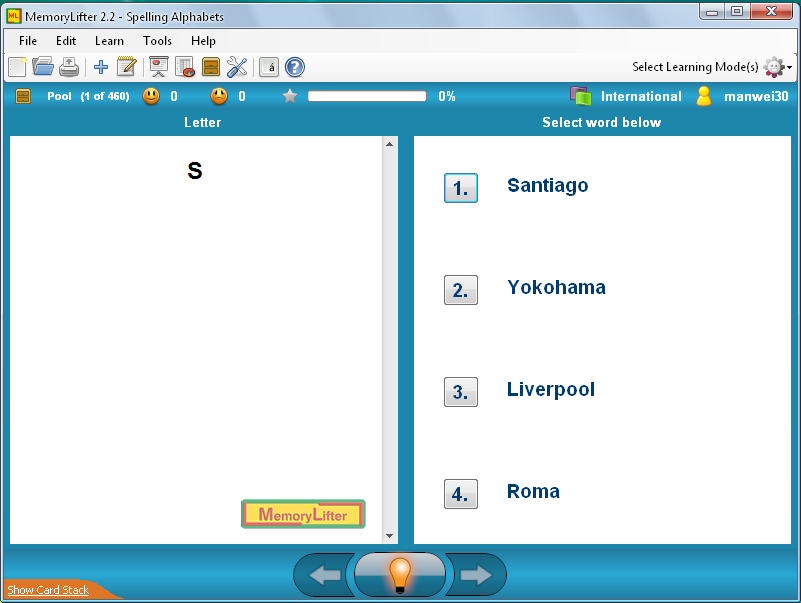 MemoryLifter 2.2 - Spelling Alphabets
File Edit Learn Tools Help
á ? Select Learning Mode(s)
Pool (1 of 460) 0 0 0% International manwei30
Letter
Select word below
S
1. Santiago
2. Yokohama
3. Liverpool
4. Roma
MemoryLifter
Show Card Stack